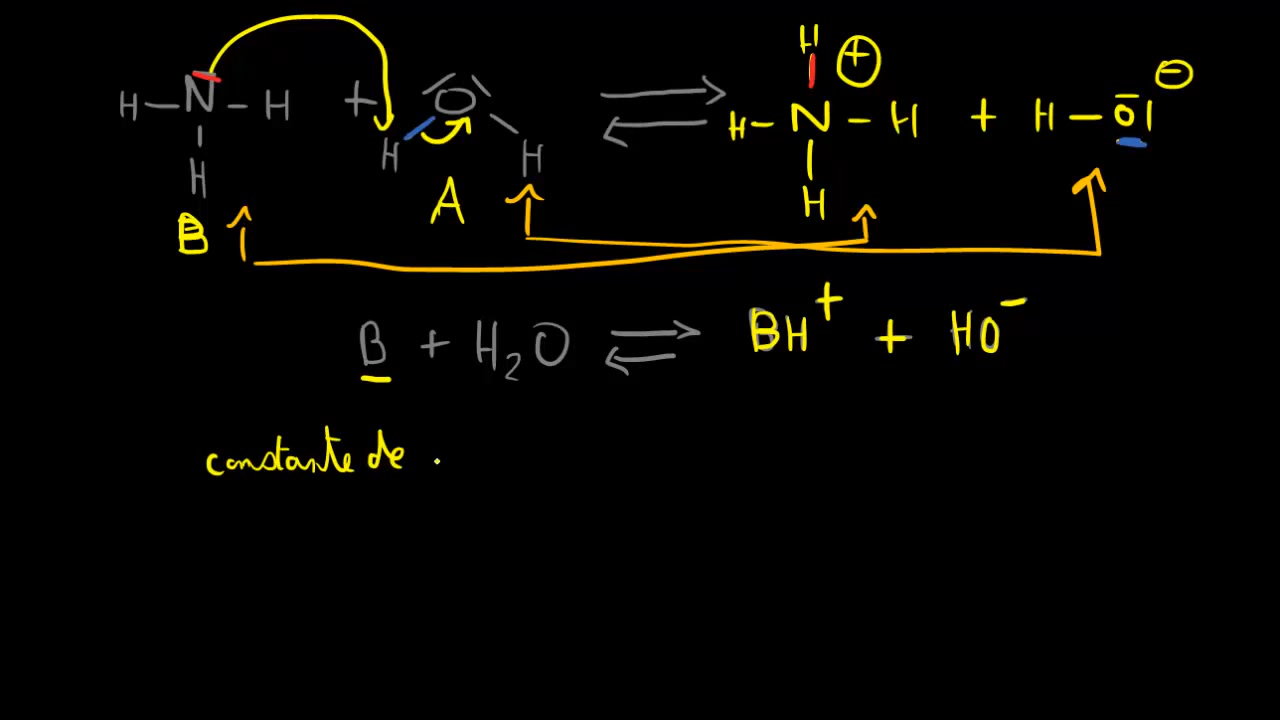 H
H — N — H + O ⇌ H — N — H + H — O ⊖
H H ⊕
H H
B A
B + H₂O ⇌ BH⁺ + HO⁻
constante de